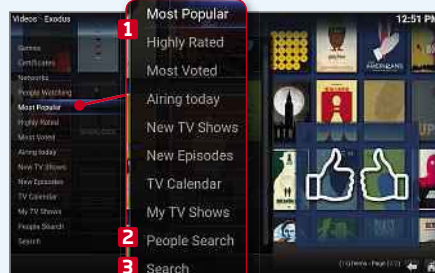 Videos - Exodus
12:51 PM
Genres
Certificates
Networks
People Watching
Most Popular
Highly Rated
Most Voted
Airing today
New TV Shows
New Episodes
TV Calendar
My TV Shows
People Search
Search
1
Most Popular
Highly Rated
Most Voted
Airing today
New TV Shows
New Episodes
TV Calendar
My TV Shows
2
People Search
3
Search
AMERICANS